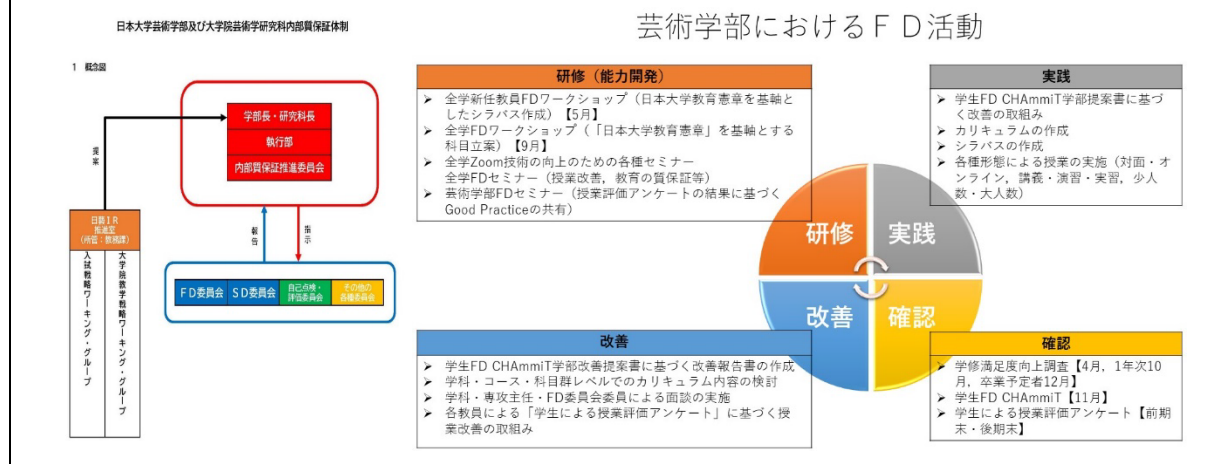 日本大学芸術学部及び大学院芸術学研究科内部質保証体制
1 概念図
学部長・研究科長
執行部
内部質保証推進委員会
提案
日藝IR
推進室
(所管:教務課)
入試戦略ワーキング・グループ
大学院教学戦略ワーキング・グループ
報告
指示
FD委員会
SD委員会
自己点検・
評価委員会
その他の
各種委員会
芸術学部におけるFD活動
研修(能力開発)
➢ 全学新任教員FDワークショップ(日本大学教育憲章を基軸と
したシラバス作成)【5月】
➢ 全学FDワークショップ(「日本大学教育憲章」を基軸とする
科目立案)【9月】
➢ 全学Zoom技術の向上のための各種セミナー
全学FDセミナー(授業改善,教育の質保証等)
➢ 芸術学部FDセミナー(授業評価アンケートの結果に基づく
Good Practiceの共有)
実践
➢ 学生FD CHAmmiT学部提案書に基づ
く改善の取組み
➢ カリキュラムの作成
➢ シラバスの作成
➢ 各種形態による授業の実施(対面・オ
ンライン,講義・演習・実習,少人
数・大人数)
研修
実践
改善
確認
改善
➢ 学生FD CHAmmiT学部改善提案書に基づく改善報告書の作成
➢ 学科・コース・科目群レベルでのカリキュラム内容の検討
➢ 学科・専攻主任・FD委員会委員による面談の実施
➢ 各教員による「学生による授業評価アンケート」に基づく授
業改善の取組み
確認
➢ 学修満足度向上調査【4月,1年次10
月,卒業予定者12月】
➢ 学生FD CHAmmiT【11月】
➢ 学生による授業評価アンケート【前期
末・後期末】